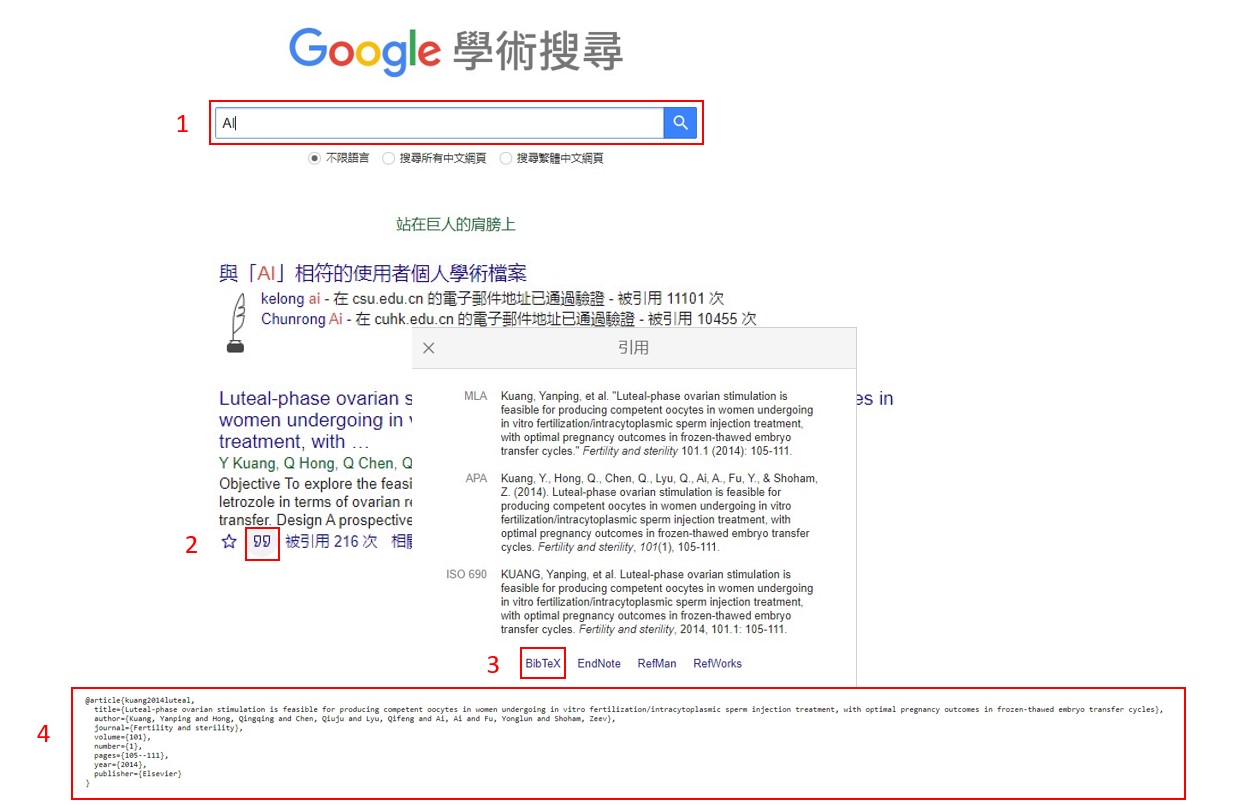 Google 學術搜尋
1
AI
不限語言 搜尋所有中文網頁 搜尋繁體中文網頁
站在巨人的肩膀上
與「AI」相符的使用者個人學術檔案
kelong ai - 在 csu.edu.cn 的電子郵件地址已通過驗證 - 被引用 11101 次
Chunrong Ai - 在 cuhk.edu.cn 的電子郵件地址已通過驗證 - 被引用 10455 次
Luteal-phase ovarian s
es in
women undergoing in v
treatment, with …
Y Kuang, Q Hong, Q Chen, Q
Objective To explore the feasi
letrozole in terms of ovarian re
transfer. Design A prospective
2
被引用 216 次 相關
引用
MLA Kuang, Yanping, et al. "Luteal-phase ovarian stimulation is
feasible for producing competent oocytes in women undergoing
in vitro fertilization/intracytoplasmic sperm injection treatment,
with optimal pregnancy outcomes in frozen-thawed embryo
transfer cycles." Fertility and sterility 101.1 (2014): 105-111.
APA Kuang, Y., Hong, Q., Chen, Q., Lyu, Q., Ai, A., Fu, Y., & Shoham,
Z. (2014). Luteal-phase ovarian stimulation is feasible for
producing competent oocytes in women undergoing in vitro
fertilization/intracytoplasmic sperm injection treatment, with
optimal pregnancy outcomes in frozen-thawed embryo transfer
cycles. Fertility and sterility, 101(1), 105-111.
ISO 690 KUANG, Yanping, et al. Luteal-phase ovarian stimulation is
feasible for producing competent oocytes in women undergoing
in vitro fertilization/intracytoplasmic sperm injection treatment,
with optimal pregnancy outcomes in frozen-thawed embryo
transfer cycles. Fertility and sterility, 2014, 101.1: 105-111.
3
BibTeX EndNote RefMan RefWorks
4
@article{kuang2014luteal,
title={Luteal-phase ovarian stimulation is feasible for producing competent oocytes in women undergoing in vitro fertilization/intracytoplasmic sperm injection treatment, with optimal pregnancy outcomes in frozen-thawed embryo transfer cycles},
author={Kuang, Yanping and Hong, Qingqing and Chen, Qiuju and Lyu, Qifeng and Ai, Ai and Fu, Yonglun and Shoham, Zeev},
journal={Fertility and sterility},
volume={101},
number={1},
pages={105--111},
year={2014},
publisher={Elsevier}
}